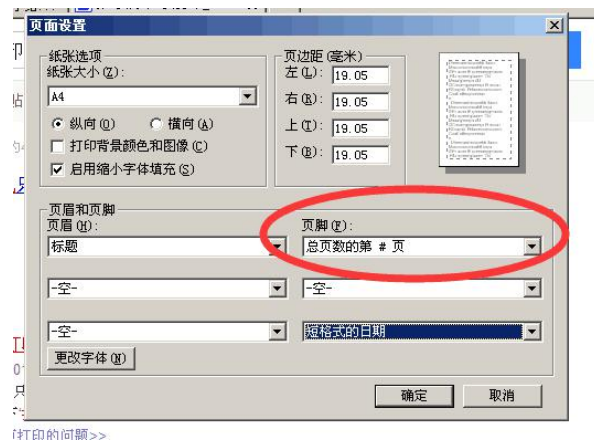 页面设置
纸张选项
纸张大小(Z):
A4
纵向(O) 横向(A)
打印背景颜色和图像(C)
启用缩小字体填充(S)
页边距(毫米)
左(L): 19.05
右(R): 19.05
上(T): 19.05
下(B): 19.05
页眉和页脚
页眉(H):
标题
-空-
-空-
页脚(F):
总页数的第 # 页
-空-
短格式的日期
更改字体(N)
确定 取消
打印的问题>>